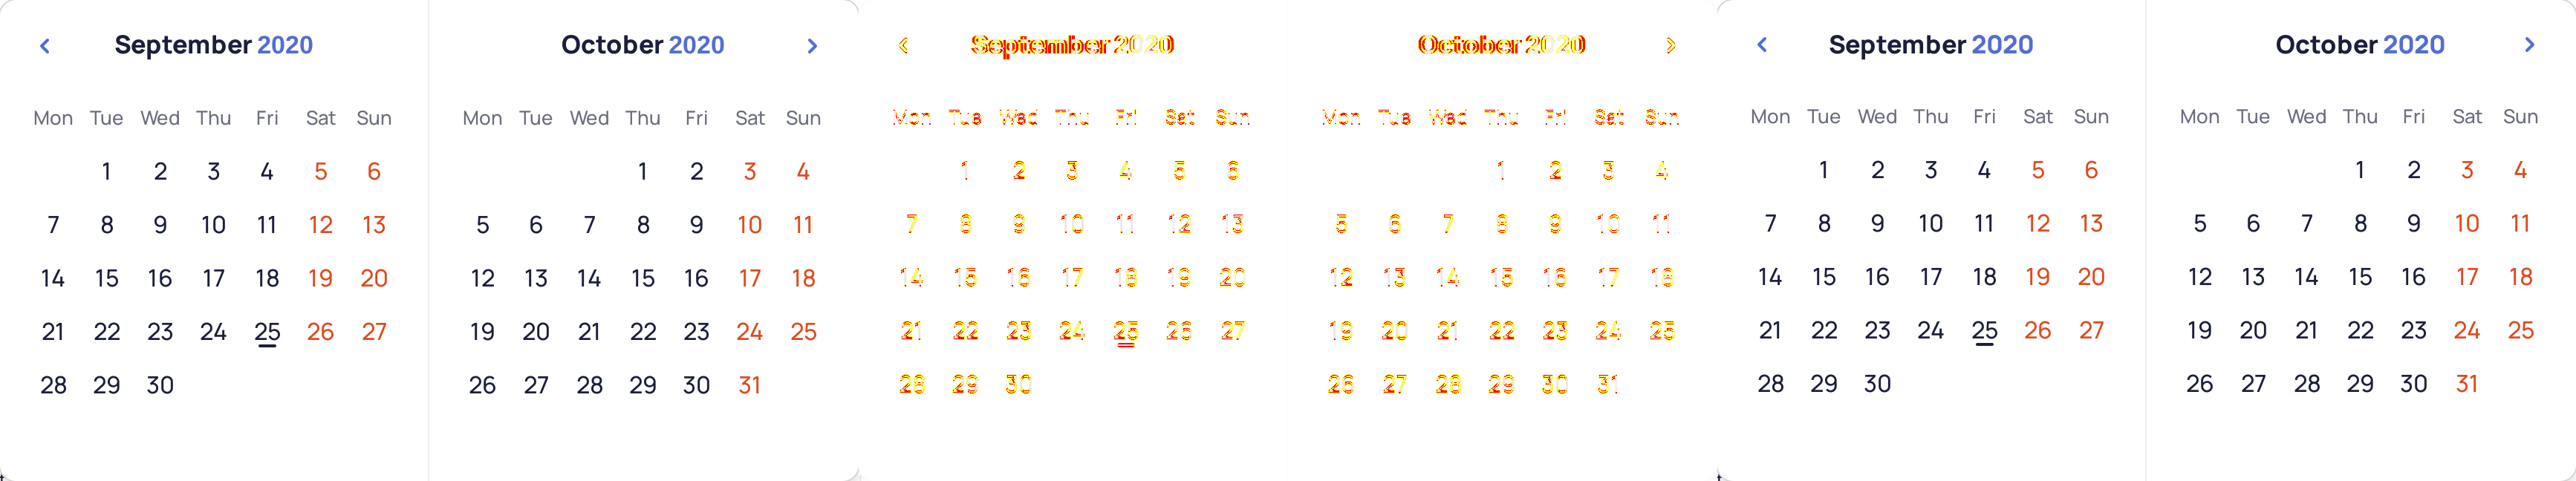 September 2020
Mon Tue Wed Thu Fri Sat Sun
1 2 3 4 5 6
7 8 9 10 11 12 13
14 15 16 17 18 19 20
21 22 23 24 25 26 27
28 29 30
October 2020
Mon Tue Wed Thu Fri Sat Sun
1 2 3 4
5 6 7 8 9 10 11
12 13 14 15 16 17 18
19 20 21 22 23 24 25
26 27 28 29 30 31
September 2020
Mon Tue Wed Thu Fri Sat Sun
1 2 3 4 5 6
7 8 9 10 11 12 13
14 15 16 17 18 19 20
21 22 23 24 25 26 27
28 29 30
October 2020
Mon Tue Wed Thu Fri Sat Sun
1 2 3 4
5 6 7 8 9 10 11
12 13 14 15 16 17 18
19 20 21 22 23 24 25
26 27 28 29 30 31
September 2020
Mon Tue Wed Thu Fri Sat Sun
1 2 3 4 5 6
7 8 9 10 11 12 13
14 15 16 17 18 19 20
21 22 23 24 25 26 27
28 29 30
October 2020
Mon Tue Wed Thu Fri Sat Sun
1 2 3 4
5 6 7 8 9 10 11
12 13 14 15 16 17 18
19 20 21 22 23 24 25
26 27 28 29 30 31